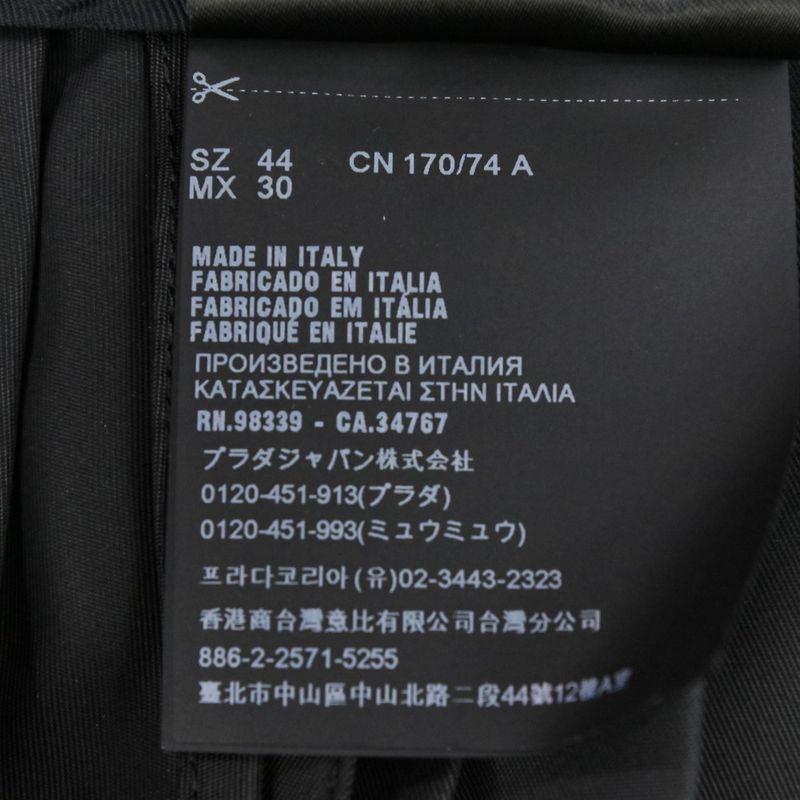 SZ 44 CN 170/74 A
MX 30
MADE IN ITALY
FABRICADO EN ITALIA
FABRICADO EM ITÁLIA
FABRIQUÉ EN ITALIE
ПРОИЗВЕДЕНО В ИТАЛИЯ
ΚΑΤΑΣΚΕΥΑΖΕΤΑΙ ΣΤΗΝ ΙΤΑΛΙΑ
RN.98339 - CA.34767
プラダジャパン株式会社
0120-451-913(プラダ)
0120-451-993(ミュウミュウ)
프라다코리아 (유)02-3443-2323
香港商台灣意比有限公司台灣分公司
886-2-2571-5255
臺北市中山區中山北路二段44號12樓A室